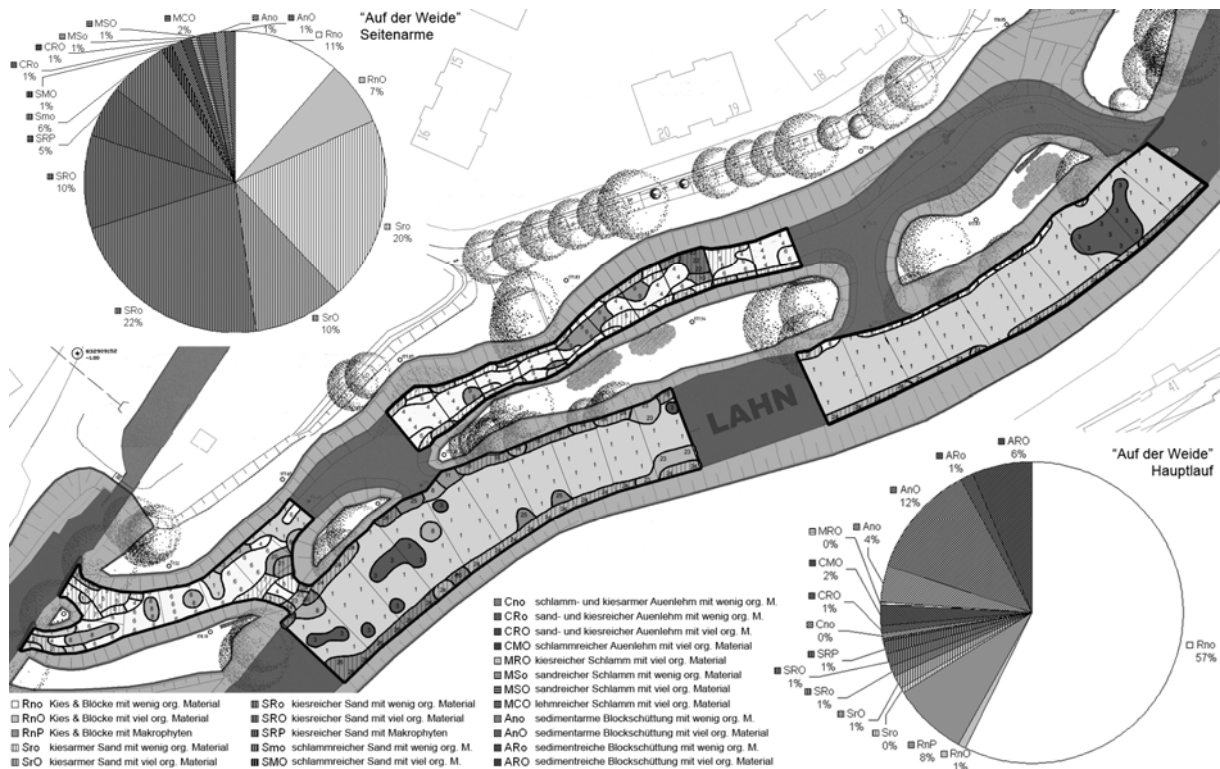 "Auf der Weide"
Seitenarme
MSO
1%
MSo
1%
CRO
1%
CRo
1%
SMO
1%
Smo
6%
SRP
5%
SRO
10%
SRo
22%
MCO
2%
Ano
1%
AnO
1%
Rno
11%
RnO
7%
Sro
20%
SrO
10%
15
16
17
18
19
20
41
LAHN
"Auf der Weide"
Hauptlauf
ARO
6%
ARo
1%
AnO
12%
Ano
4%
MRO
0%
CMO
2%
CRO
1%
Cno
0%
SRP
1%
SRO
1%
SRo
1%
SrO
1%
Sro
0%
RnP
8%
RnO
1%
Rno
57%
Rno Kies & Blöcke mit wenig org. Material
RnO Kies & Blöcke mit viel org. Material
RnP Kies & Blöcke mit Makrophyten
Sro kiesarmer Sand mit wenig org. Material
SrO kiesarmer Sand mit viel org. Material
SRo kiesreicher Sand mit wenig org. Material
SRO kiesreicher Sand mit viel org. Material
SRP kiesreicher Sand mit Makrophyten
Smo schlammreicher Sand mit wenig org. M.
SMO schlammreicher Sand mit viel org. M.
Cno schlamm- und kiesarmer Auenlehm mit wenig org. M.
CRo sand- und kiesreicher Auenlehm mit wenig org. M.
CRO sand- und kiesreicher Auenlehm mit viel org. M.
CMO schlammreicher Auenlehm mit viel org. Material
MRO kiesreicher Schlamm mit viel org. Material
MSo sandreicher Schlamm mit wenig org. Material
MSO sandreicher Schlamm mit viel org. Material
MCO lehmreicher Schlamm mit viel org. Material
Ano sedimentarme Blockschüttung mit wenig org. M.
AnO sedimentarme Blockschüttung mit viel org. Material
ARo sedimentreiche Blockschüttung mit wenig org. M.
ARO sedimentreiche Blockschüttung mit viel org. Material